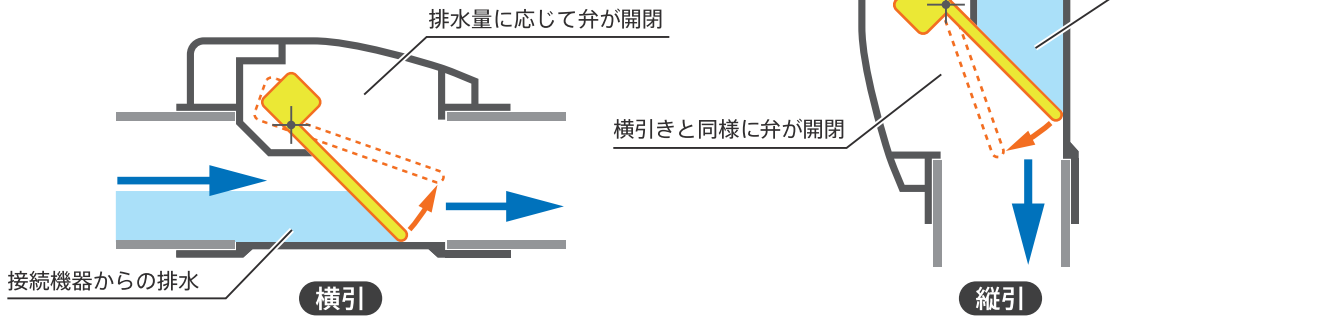 排水量に応じて弁が開閉
横引きと同様に弁が開閉
接続機器からの排水
横引
縦引